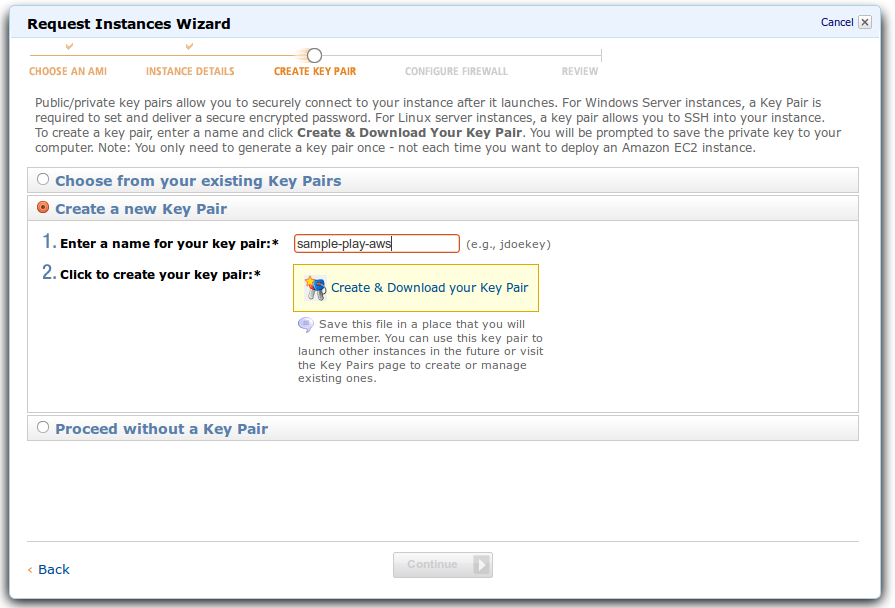 Request Instances Wizard
Cancel
CHOOSE AN AMI INSTANCE DETAILS CREATE KEY PAIR CONFIGURE FIREWALL REVIEW
Public/private key pairs allow you to securely connect to your instance after it launches. For Windows Server instances, a Key Pair is
required to set and deliver a secure encrypted password. For Linux server instances, a key pair allows you to SSH into your instance.
To create a key pair, enter a name and click Create & Download Your Key Pair. You will be prompted to save the private key to your
computer. Note: You only need to generate a key pair once - not each time you want to deploy an Amazon EC2 instance.
Choose from your existing Key Pairs
Create a new Key Pair
1. Enter a name for your key pair:* sample-play-aws (e.g., jdoekey)
2. Click to create your key pair:* Create & Download your Key Pair
Save this file in a place that you will
remember. You can use this key pair to
launch other instances in the future or visit
the Key Pairs page to create or manage
existing ones.
Proceed without a Key Pair
‹ Back
Continue